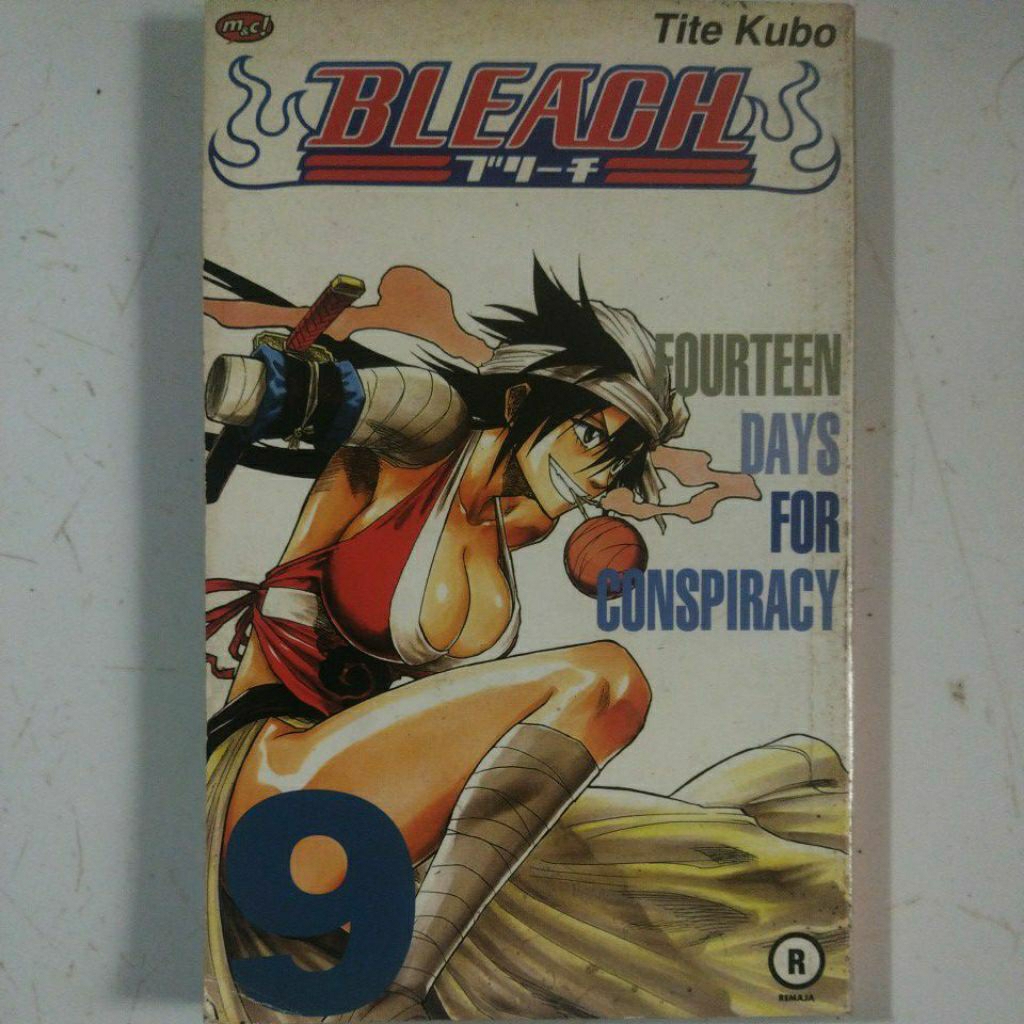 m&c!
Tite Kubo
BLEACH
ブリーチ
FOURTEEN
DAYS
FOR
CONSPIRACY
9
R
REMAJA